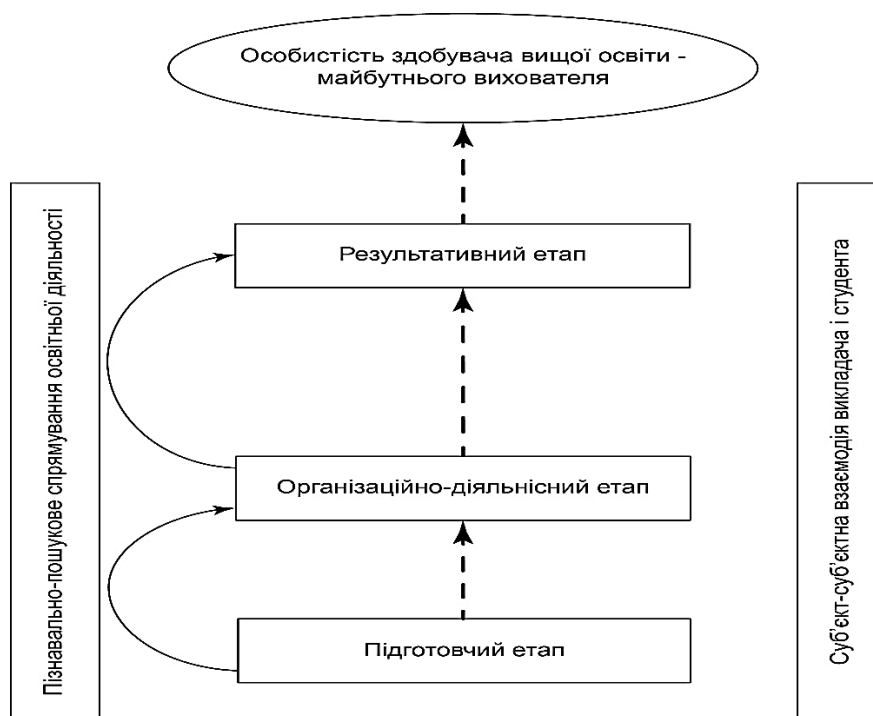 Особистість здобувача вищої освіти -
майбутнього вихователя
Пізнавально-пошукове спрямування освітньої діяльності
Результативний етап
Організаційно-діяльнісний етап
Підготовчий етап
Суб’єкт-суб’єктна взаємодія викладача і студента